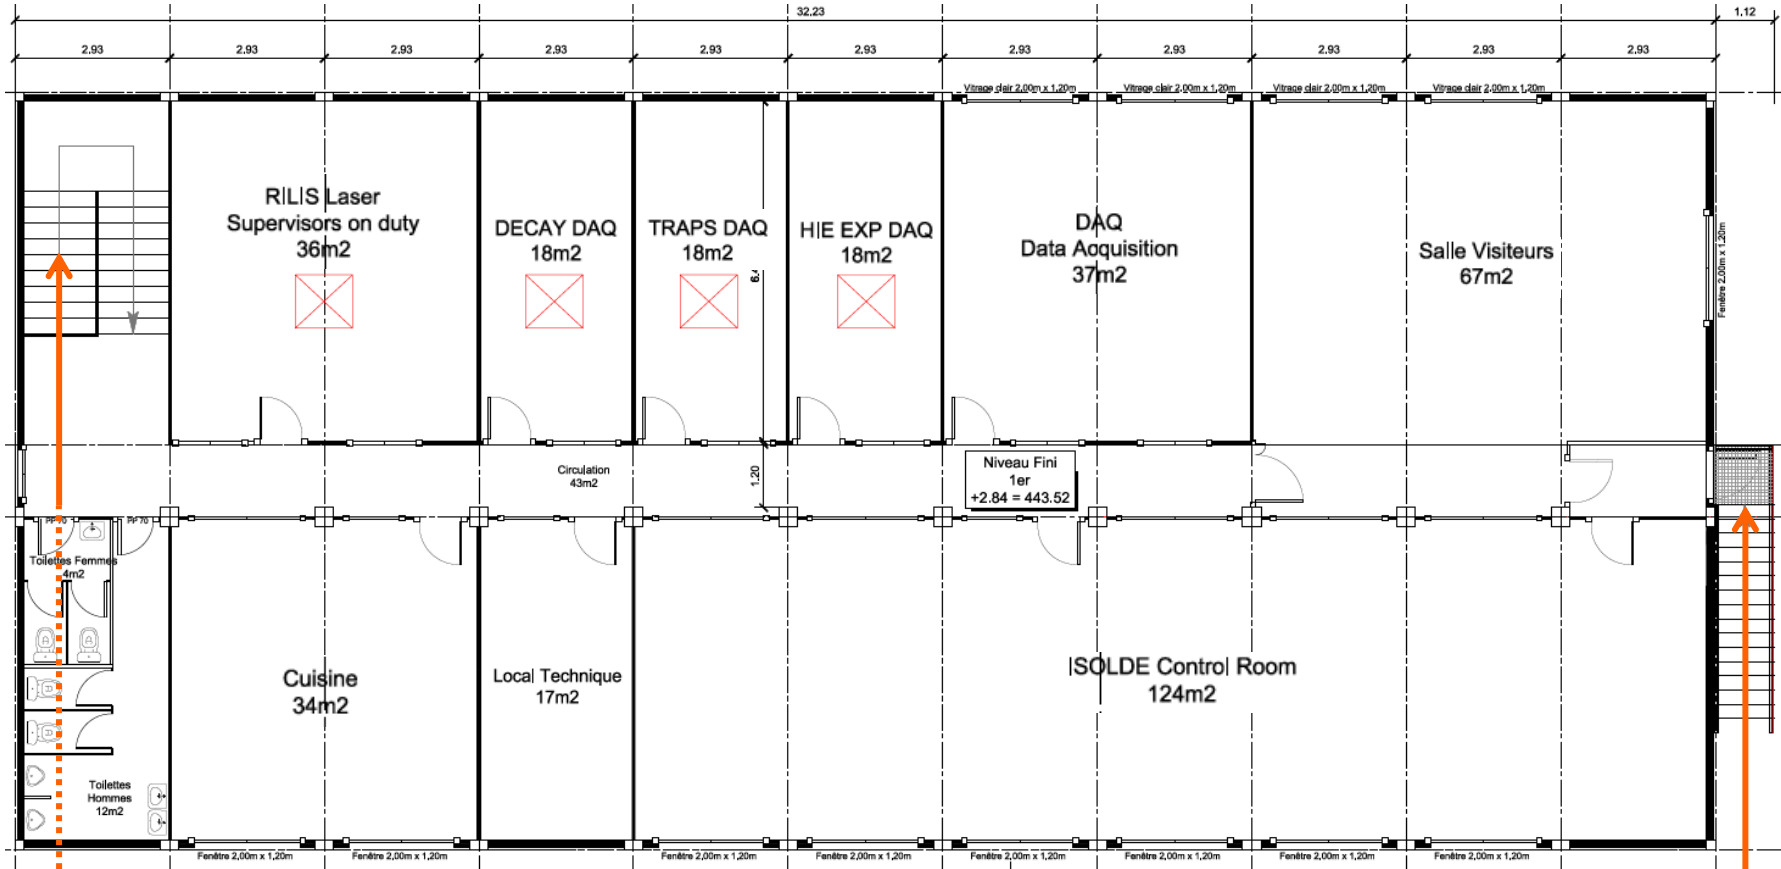 32.23
1.12
2.93 2.93 2.93 2.93 2.93 2.93 2.93 2.93 2.93 2.93 2.93
Vitrage clair 2,00m x 1,20m Vitrage clair 2,00m x 1,20m Vitrage clair 2,00m x 1,20m Vitrage clair 2,00m x 1,20m
RILIS Laser
Supervisors on duty
36m2
DECAY DAQ
18m2
TRAPS DAQ
18m2
HIE EXP DAQ
18m2
DAQ
Data Acquisition
37m2
Salle Visiteurs
67m2
Fenêtre 2,00m x 1,20m
Circulation
43m2
1.20
Niveau Fini
1er
+2.84 = 443.52
PP 70 PP 70
Toilettes Femmes
4m2
Cuisine
34m2
Local Technique
17m2
ISOLDE Control Room
124m2
Toilettes
Hommes
12m2
Fenêtre 2,00m x 1,20m Fenêtre 2,00m x 1,20m Fenêtre 2,00m x 1,20m Fenêtre 2,00m x 1,20m Fenêtre 2,00m x 1,20m Fenêtre 2,00m x 1,20m Fenêtre 2,00m x 1,20m Fenêtre 2,00m x 1,20m